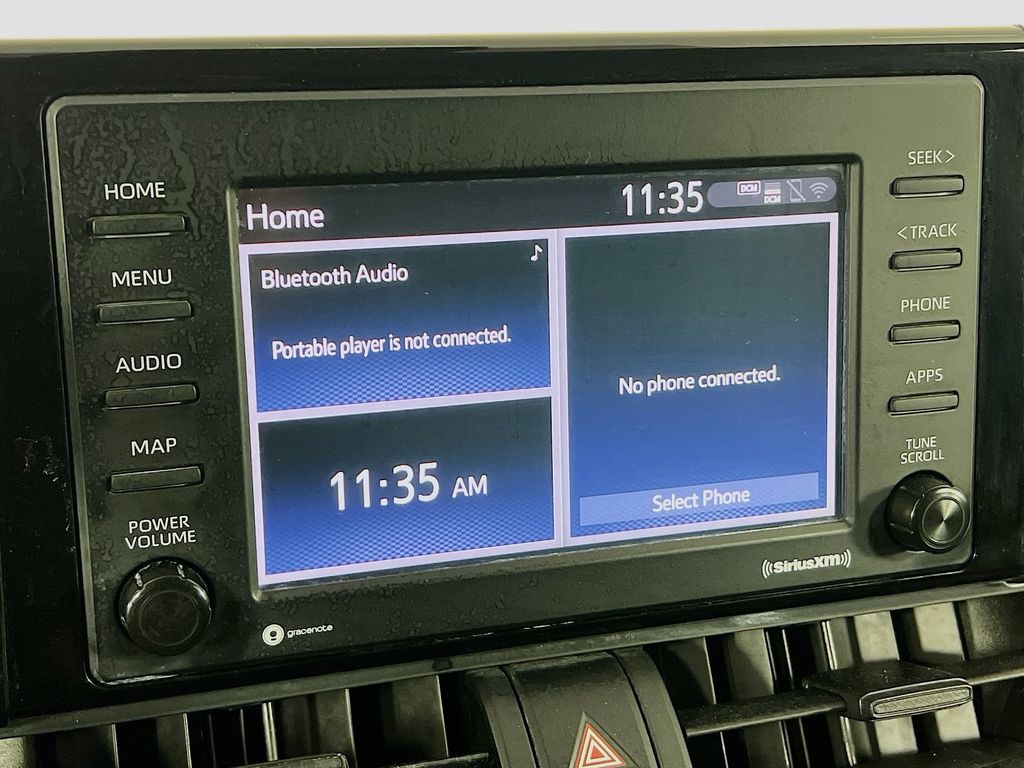 HOME
MENU
AUDIO
MAP
POWER
VOLUME
Home
11:35
DCM
DCM
Bluetooth Audio
Portable player is not connected.
11:35 AM
No phone connected.
Select Phone
SEEK>
<TRACK
PHONE
APPS
TUNE
SCROLL
gracenote
SiriusXM